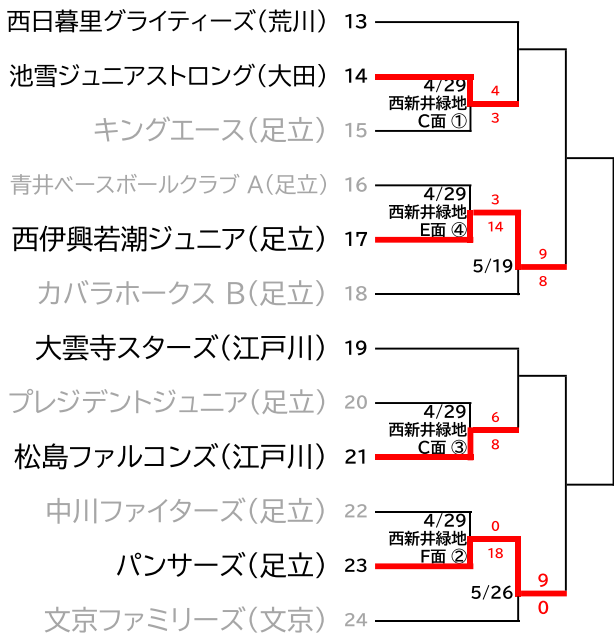 西日暮里グライティーズ(荒川) 13
池雪ジュニアストロング(大田) 14
4/29
4
西新井緑地
C面 ①
3
キングエース(足立) 15
青井ベースボールクラブ A(足立) 16
4/29
3
西新井緑地
E面 ④
14
西伊興若潮ジュニア(足立) 17
9
5/19
8
カバラホークス B(足立) 18
大雲寺スターズ(江戸川) 19
プレジデントジュニア(足立) 20
4/29
6
西新井緑地
C面 ③
8
松島ファルコンズ(江戸川) 21
中川ファイターズ(足立) 22
4/29
0
西新井緑地
F面 ②
18
パンサーズ(足立) 23
9
5/26
0
文京ファミリーズ(文京) 24